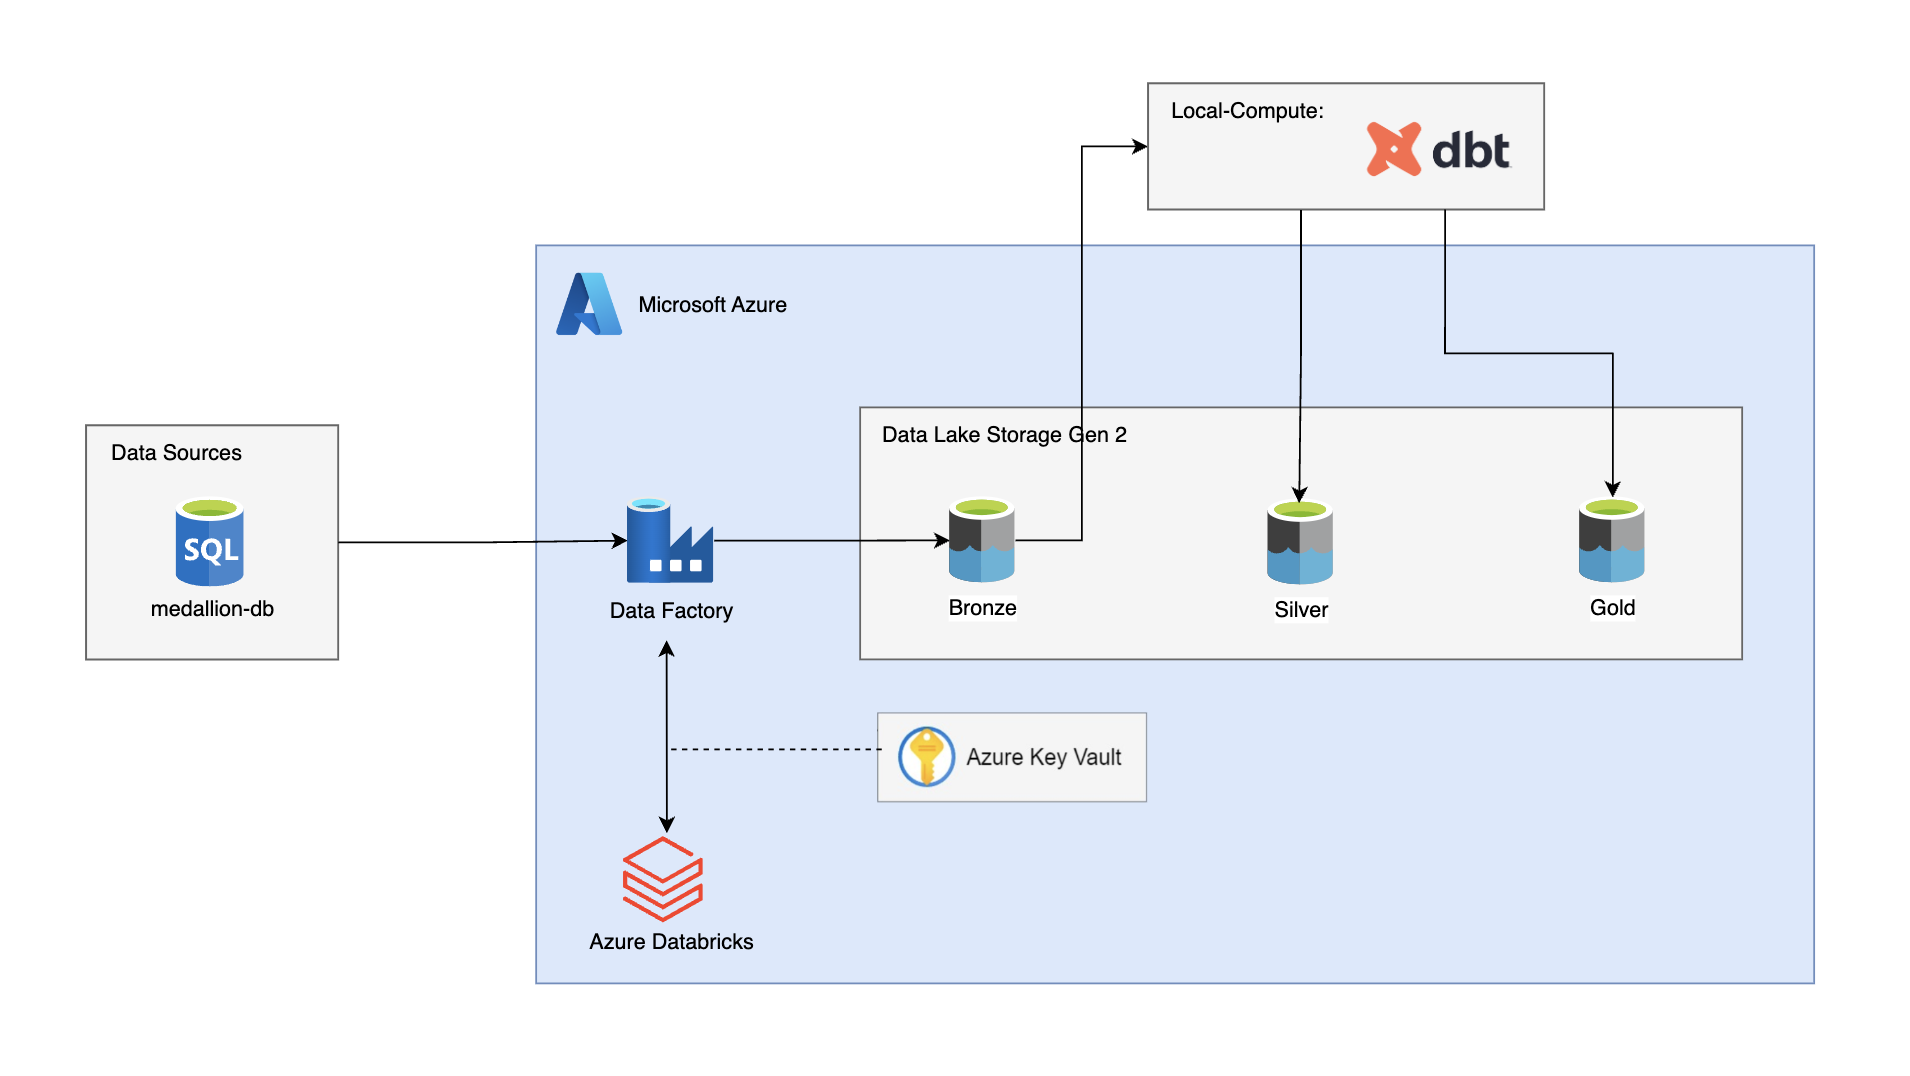 Local-Compute:
dbt
Microsoft Azure
Data Sources
SQL
medallion-db
Data Lake Storage Gen 2
Data Factory
Bronze
Silver
Gold
Azure Key Vault
Azure Databricks